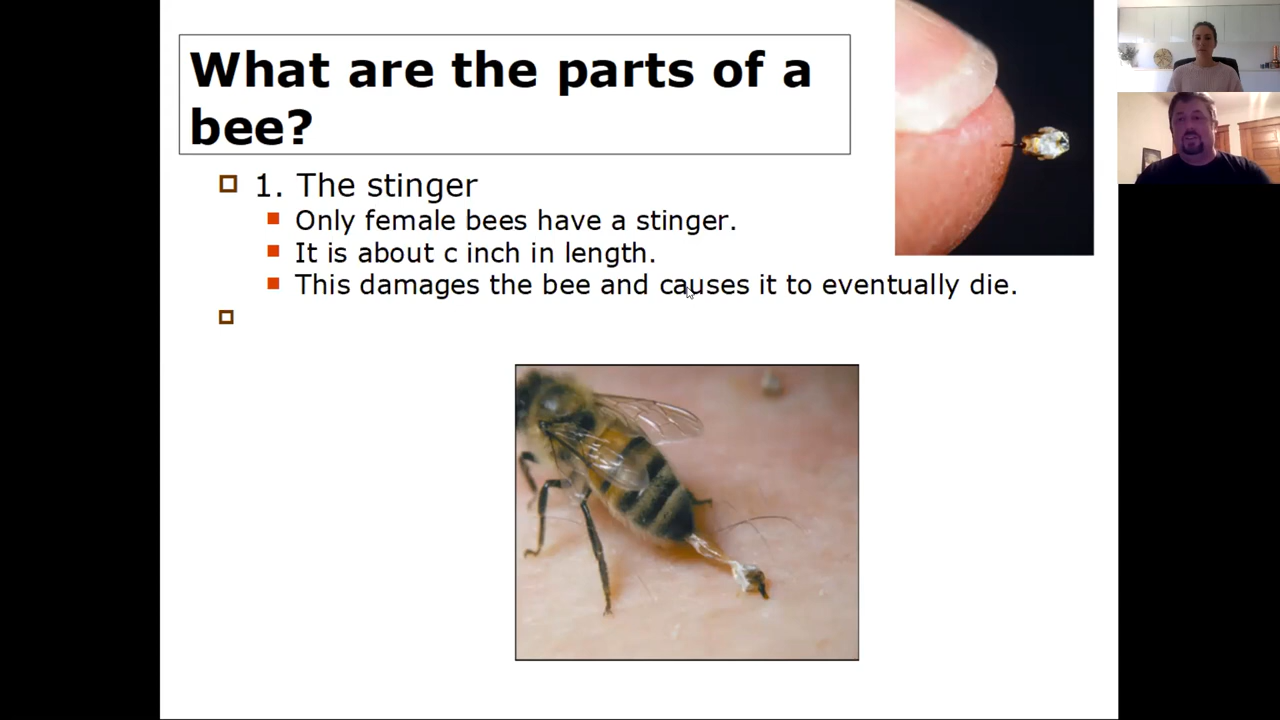 What are the parts of a
bee?
1. The stinger
Only female bees have a stinger.
It is about c inch in length.
This damages the bee and causes it to eventually die.